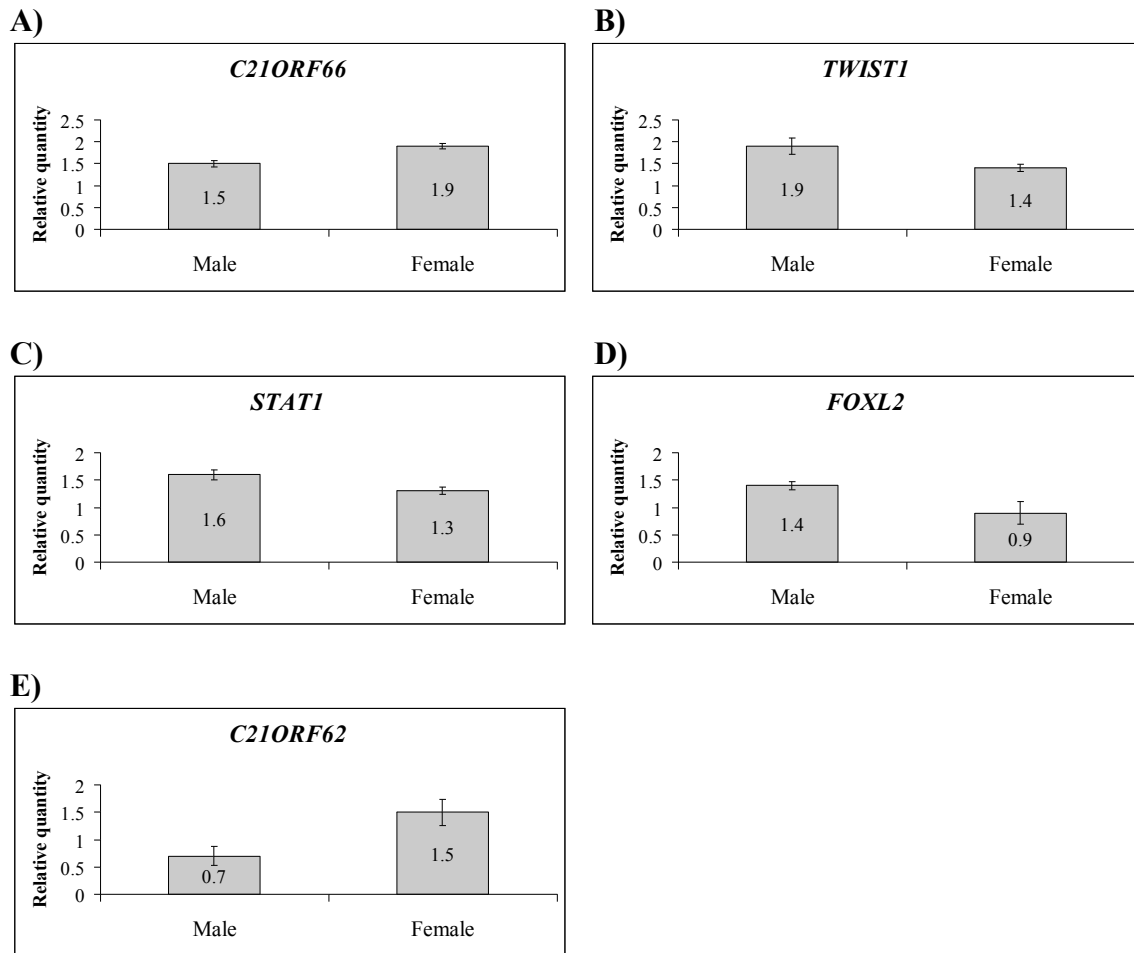 A)
C21ORF66
Relative quantity
2.5
2
1.5
1
0.5
0
1.5
1.9
Male
Female
B)
TWIST1
Relative quantity
2.5
2
1.5
1
0.5
0
1.9
1.4
Male
Female
C)
STAT1
Relative quantity
2
1.5
1
0.5
0
1.6
1.3
Male
Female
D)
FOXL2
Relative quantity
2
1.5
1
0.5
0
1.4
0.9
Male
Female
E)
C21ORF62
Relative quantity
2
1.5
1
0.5
0
0.7
1.5
Male
Female